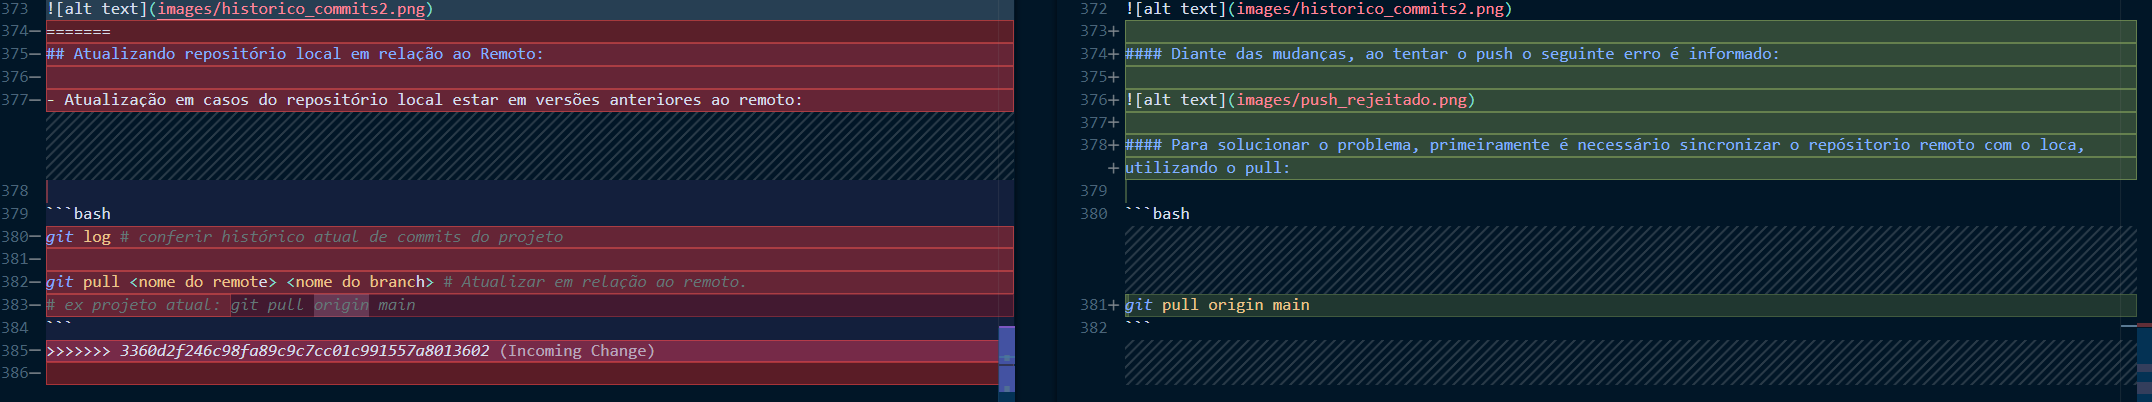 373 ![alt text](images/historico_commits2.png)
374— =======
375— ## Atualizando repositório local em relação ao Remoto:
376—
377— - Atualização em casos do repositório local estar em versões anteriores ao remoto:
378
379 ```bash
380— git log # conferir histórico atual de commits do projeto
381—
382— git pull <nome do remote> <nome do branch> # Atualizar em relação ao remoto.
383— # ex projeto atual: git pull origin main
384 ```
385— >>>>>>> 3360d2f246c98fa89c9c7cc01c991557a8013602 (Incoming Change)
386—
372 ![alt text](images/historico_commits2.png)
373+
374+ #### Diante das mudanças, ao tentar o push o seguinte erro é informado:
375+
376+ ![alt text](images/push_rejeitado.png)
377+
378+ #### Para solucionar o problema, primeiramente é necessário sincronizar o repósitorio remoto com o loca,
+ utilizando o pull:
379
380 ```bash
381+ git pull origin main
382 ```